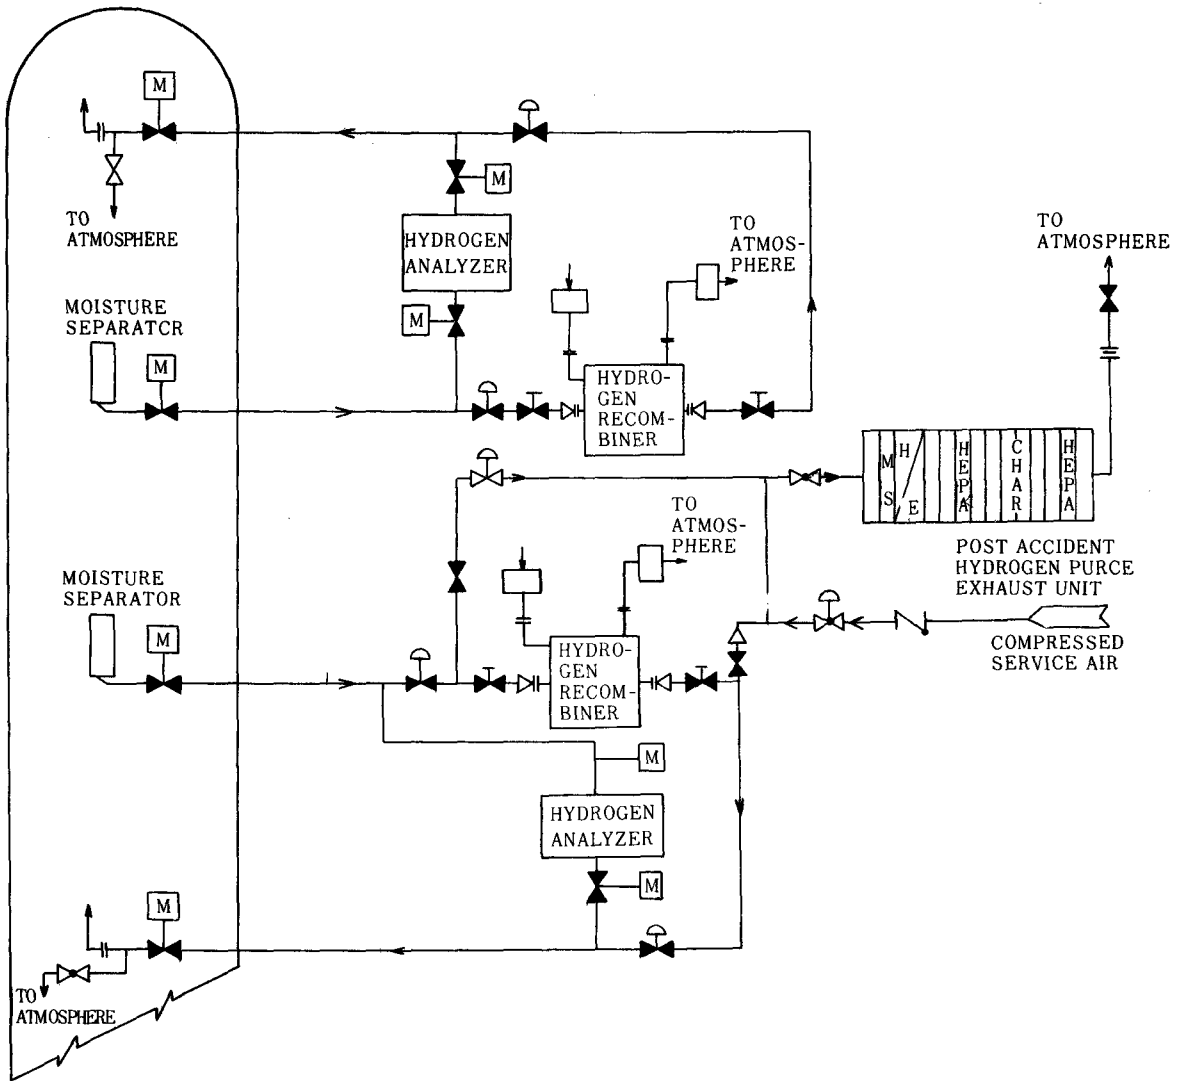 M
TO
ATMOSPHERE
M
HYDROGEN
ANALYZER
TO
ATMOS-
PHERE
TO
ATMOSPHERE
MOISTURE
SEPARATCR
M
M
HYDRO-
GEN
RECOM-
BINER
M
S
H
E
HEPA
CHAR
HEPA
TO
ATMOS-
PHERE
POST ACCIDENT
HYDROGEN PURCE
EXHAUST UNIT
MOISTURE
SEPARATOR
M
HYDRO-
GEN
RECOM-
BINER
COMPRESSED
SERVICE AIR
M
HYDROGEN
ANALYZER
M
M
TO
ATMOSPHERE